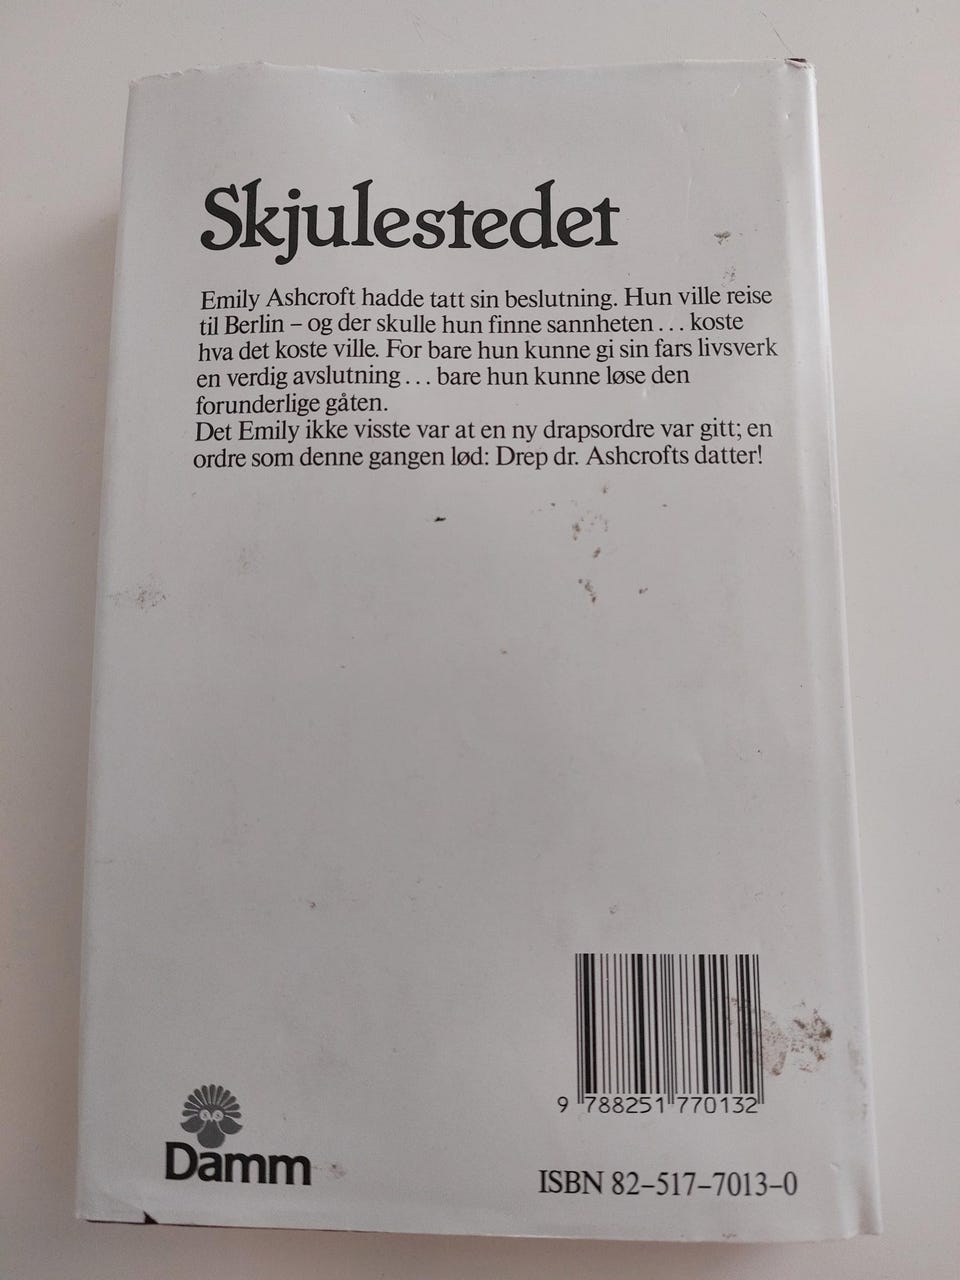 Skjulestedet
Emily Ashcroft hadde tatt sin beslutning. Hun ville reise
til Berlin – og der skulle hun finne sannheten... koste
hva det koste ville. For bare hun kunne gi sin fars livsverk
en verdig avslutning... bare hun kunne løse den
forunderlige gåten.
Det Emily ikke visste var at en ny drapsordre var gitt; en
ordre som denne gangen lød: Drep dr. Ashcrofts datter!
9 788251 770132
Damm
ISBN 82–517–7013–0